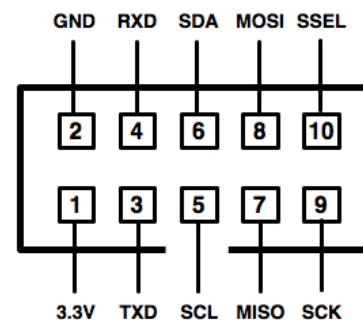 GND RXD SDA MOSI SSEL
2 4 6 8 10
1 3 5 7 9
3.3V TXD SCL MISO SCK